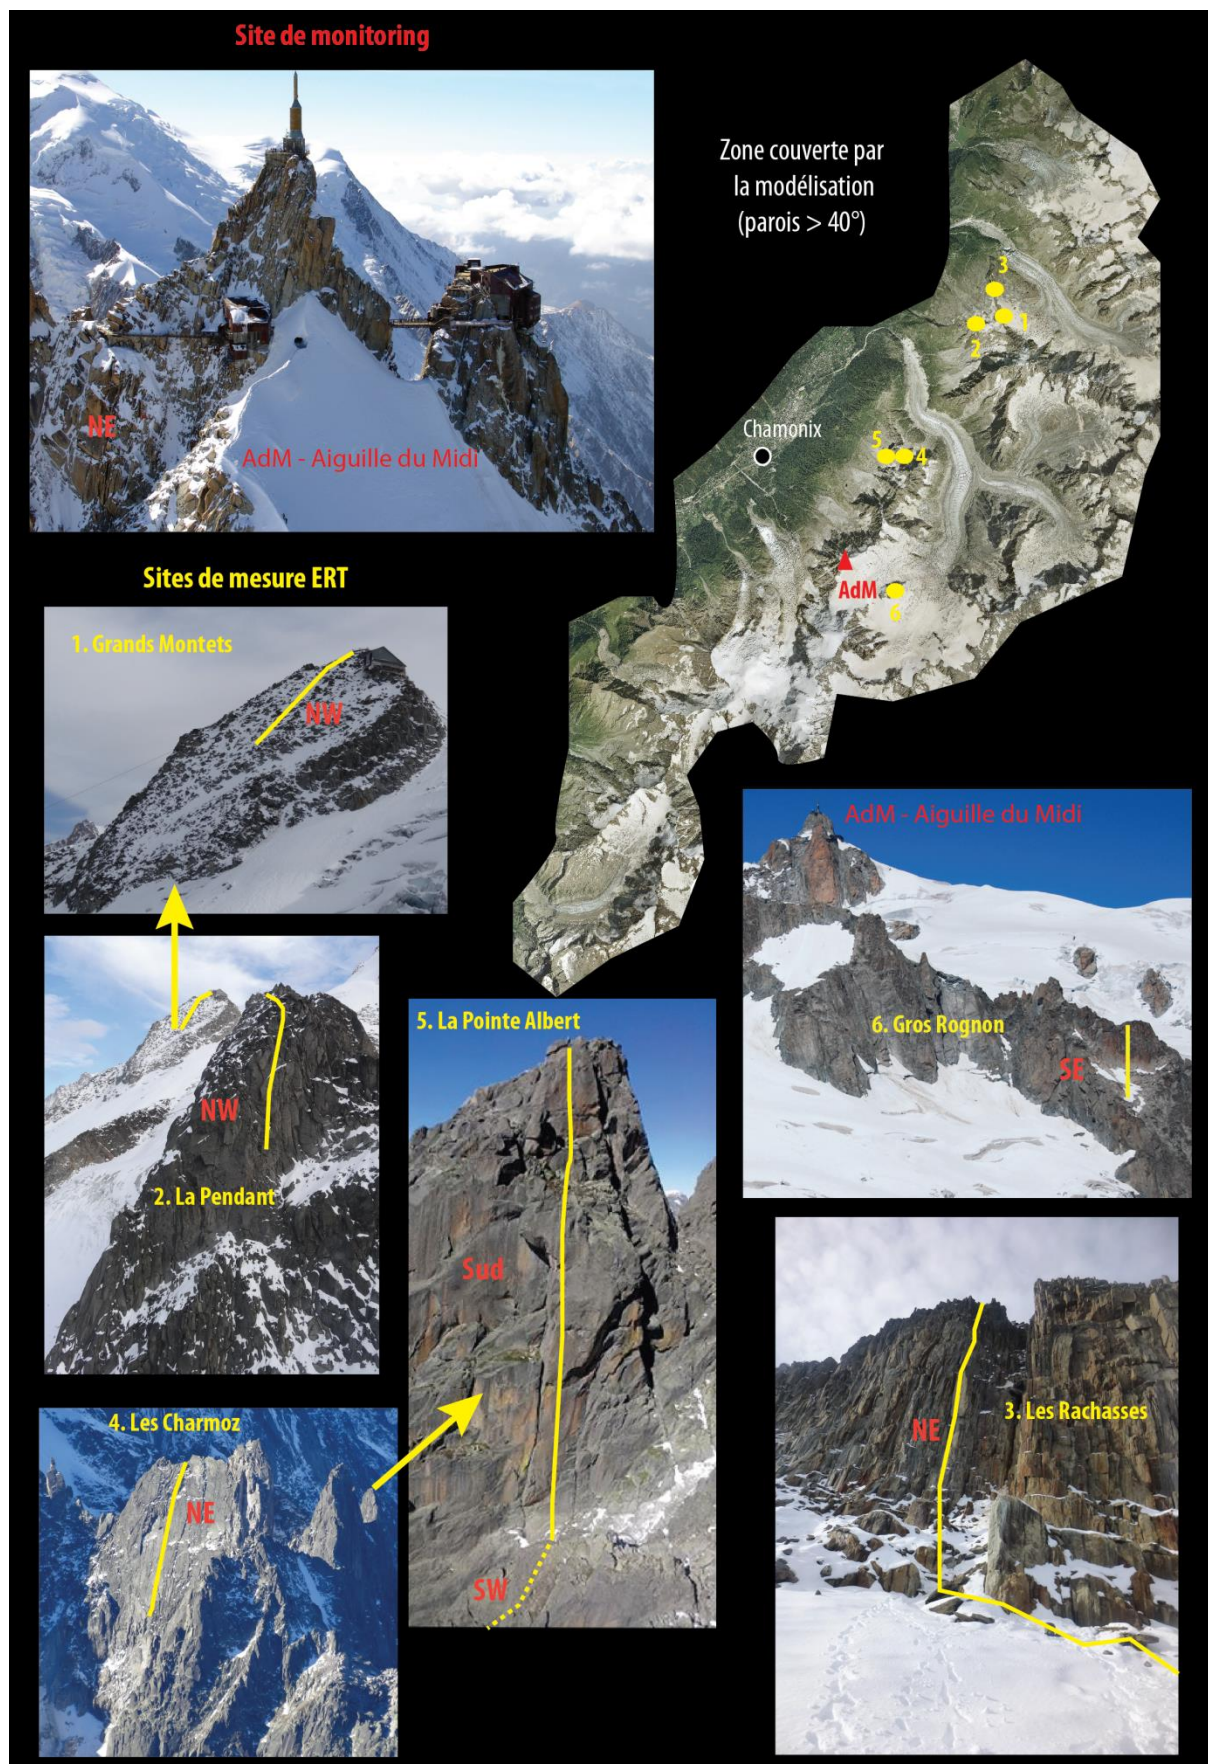 Site de monitoring
NE
AdM - Aiguille du Midi
Zone couverte par
la modélisation
(parois > 40°)
3
1
2
Chamonix
5
4
AdM
6
Sites de mesure ERT
1. Grands Montets
NW
NW
2. La Pendant
4. Les Charmoz
NE
5. La Pointe Albert
Sud
SW
AdM - Aiguille du Midi
6. Gros Rognon
SE
NE
3. Les Rachasses